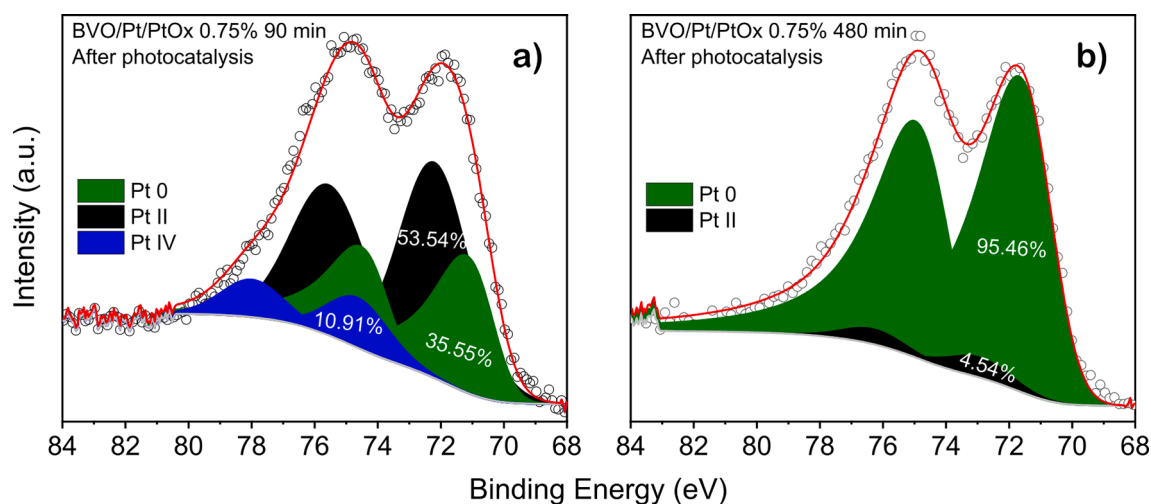 BVO/Pt/PtOx 0.75% 90 min
After photocatalysis
a)
Pt 0
Pt II
Pt IV
53.54%
10.91%
35.55%
84 82 80 78 76 74 72 70 68
BVO/Pt/PtOx 0.75% 480 min
After photocatalysis
b)
Pt 0
Pt II
95.46%
4.54%
84 82 80 78 76 74 72 70 68
Intensity (a.u.)
Binding Energy (eV)